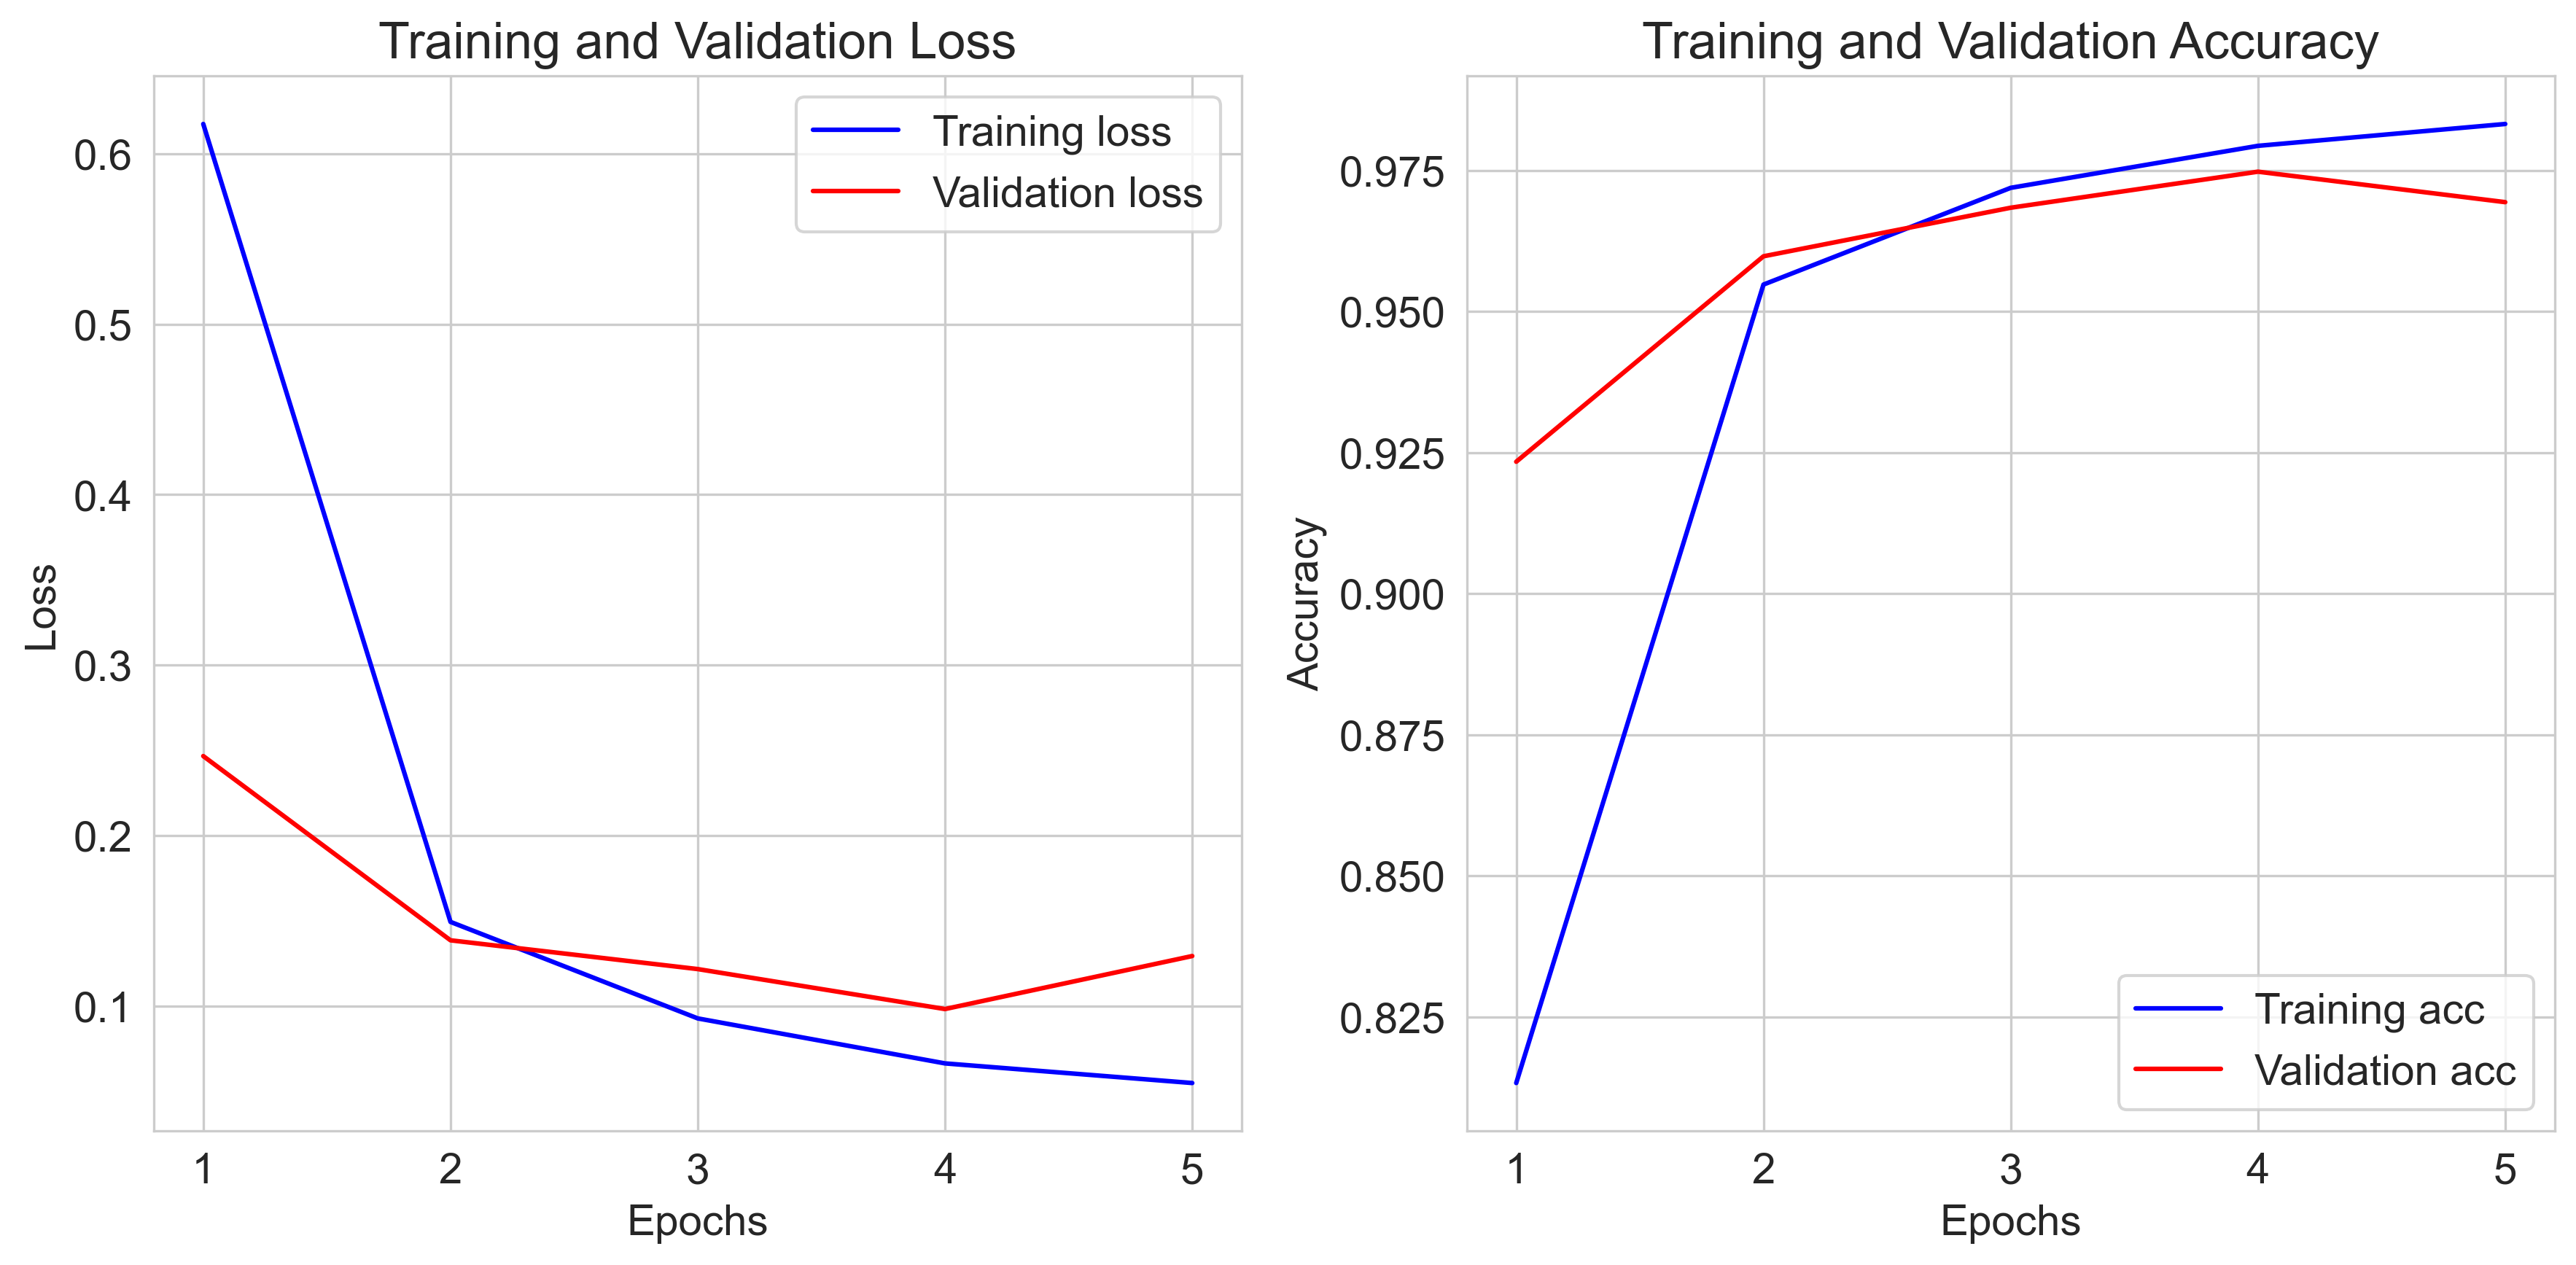 Training and Validation Loss
Training loss
Validation loss
0.6
0.5
0.4
0.3
0.2
0.1
Loss
1 2 3 4 5
Epochs
Training and Validation Accuracy
0.975
0.950
0.925
0.900
0.875
0.850
0.825
Accuracy
Training acc
Validation acc
1 2 3 4 5
Epochs